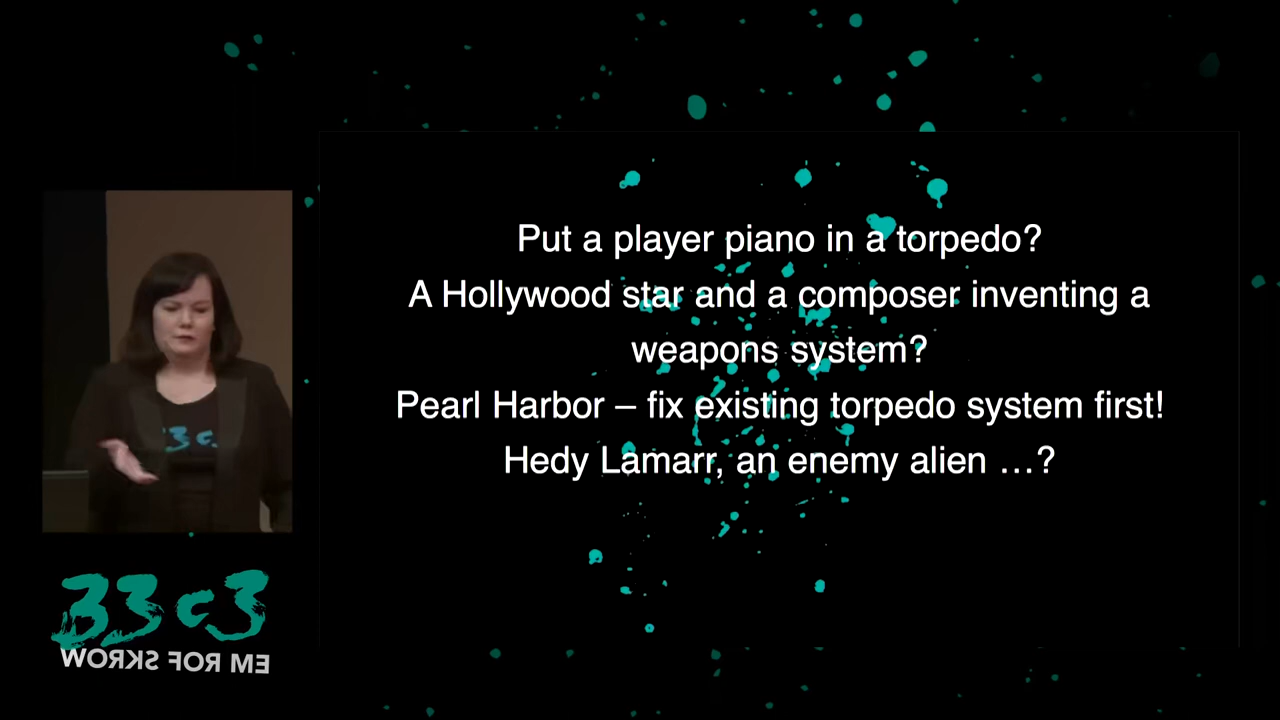 Put a player piano in a torpedo?
A Hollywood star and a composer inventing a
weapons system?
Pearl Harbor – fix existing torpedo system first!
Hedy Lamarr, an enemy alien …?
33c3
33c3
WORKS FOR ME